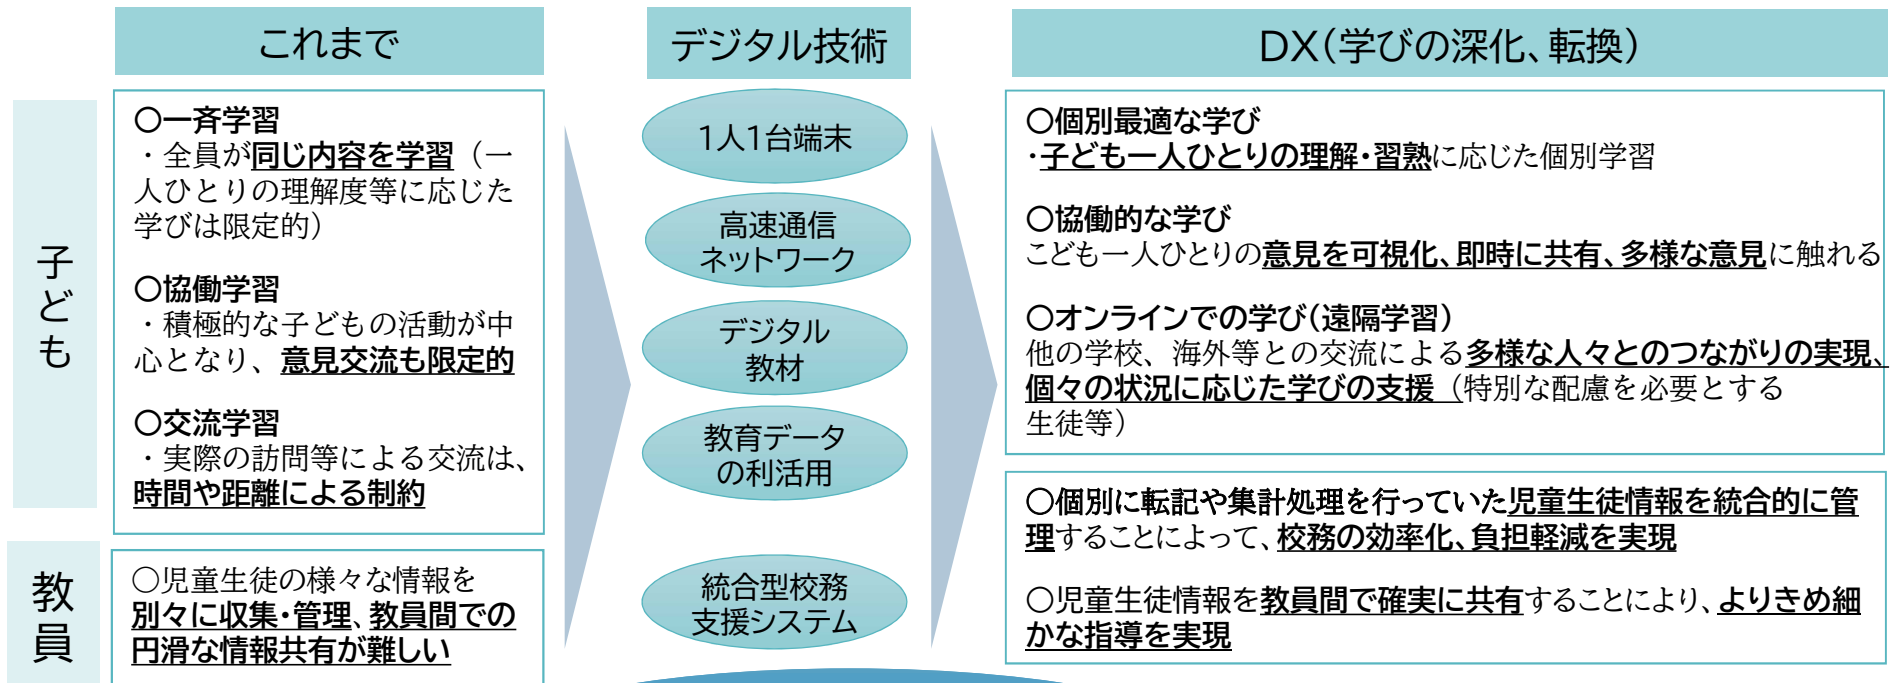 これまで
デジタル技術
DX(学びの深化、転換)
子ども
〇一斉学習
・全員が同じ内容を学習（一
人ひとりの理解度等に応じた
学びは限定的）
〇協働学習
・積極的な子どもの活動が中
心となり、意見交流も限定的
〇交流学習
・実際の訪問等による交流は、
時間や距離による制約
1人1台端末
高速通信
ネットワーク
デジタル
教材
教育データ
の利活用
統合型校務
支援システム
〇個別最適な学び
・子ども一人ひとりの理解・習熟に応じた個別学習
〇協働的な学び
こども一人ひとりの意見を可視化、即時に共有、多様な意見に触れる
〇オンラインでの学び(遠隔学習)
他の学校、海外等との交流による多様な人々とのつながりの実現、
個々の状況に応じた学びの支援（特別な配慮を必要とする
生徒等）
教員
〇児童生徒の様々な情報を
別々に収集・管理、教員間での
円滑な情報共有が難しい
〇個別に転記や集計処理を行っていた児童生徒情報を統合的に管
理することによって、校務の効率化、負担軽減を実現
〇児童生徒情報を教員間で確実に共有することにより、よりきめ細
かな指導を実現